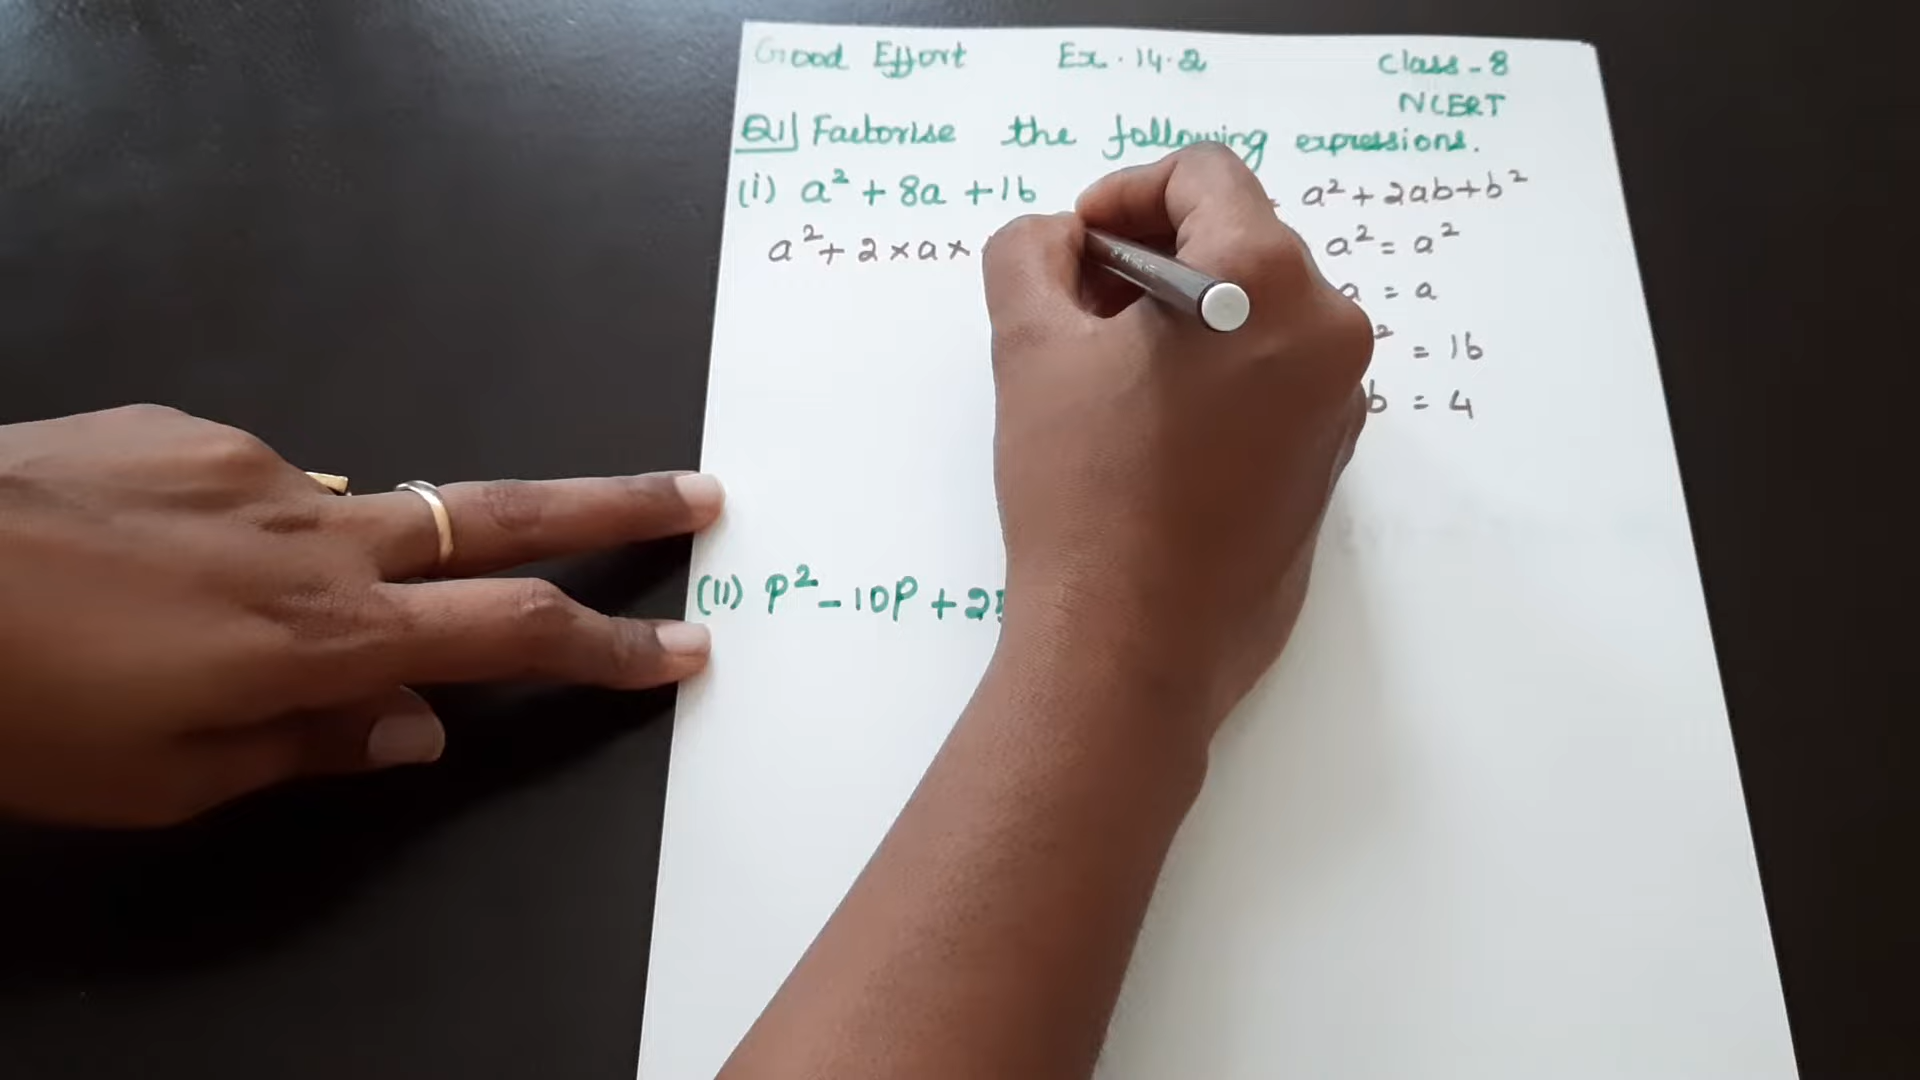 Good Effort Ex. 14.2 Class - 8
NCERT
Q1) Factorise the following expressions.
(i) a² + 8a + 16
a² + 2ab + b²
a² + 2 × a ×
a² = a²
a = a
² = 16
b = 4
(ii) p² - 10p + 25